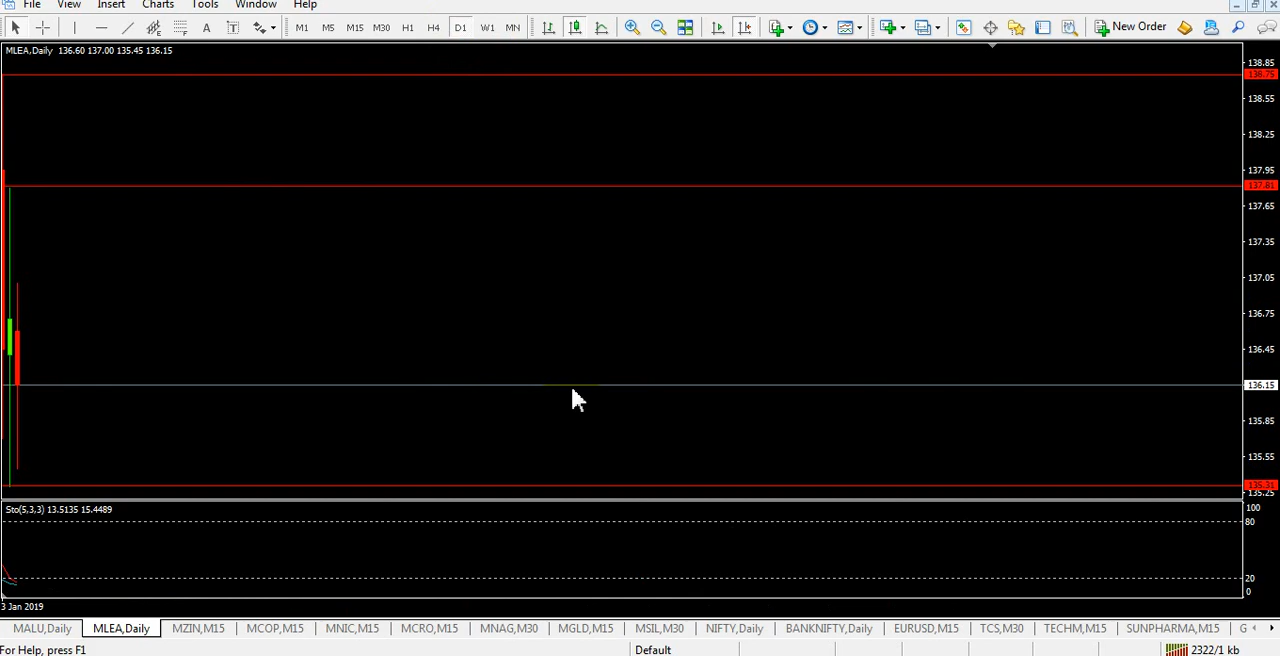 File View Insert Charts Tools Window Help
A T M1 M5 M15 M30 H1 H4 D1 W1 MN New Order
MLEA,Daily 136.60 137.00 135.45 136.15
138.85
138.75
138.55
138.25
137.95
137.81
137.65
137.35
137.05
136.75
136.45
136.15
135.85
135.55
135.31
135.25
Sto(5,3,3) 13.5135 15.4489
100
80
20
0
3 Jan 2019
MALU,Daily MLEA,Daily MZIN,M15 MCOP,M15 MNIC,M15 MCRO,M15 MNAG,M30 MGLD,M15 MSIL,M30 NIFTY,Daily BANKNIFTY,Daily EURUSD,M15 TCS,M30 TECHM,M15 SUNPHARMA,M15 G
For Help, press F1 Default 2322/1 kb